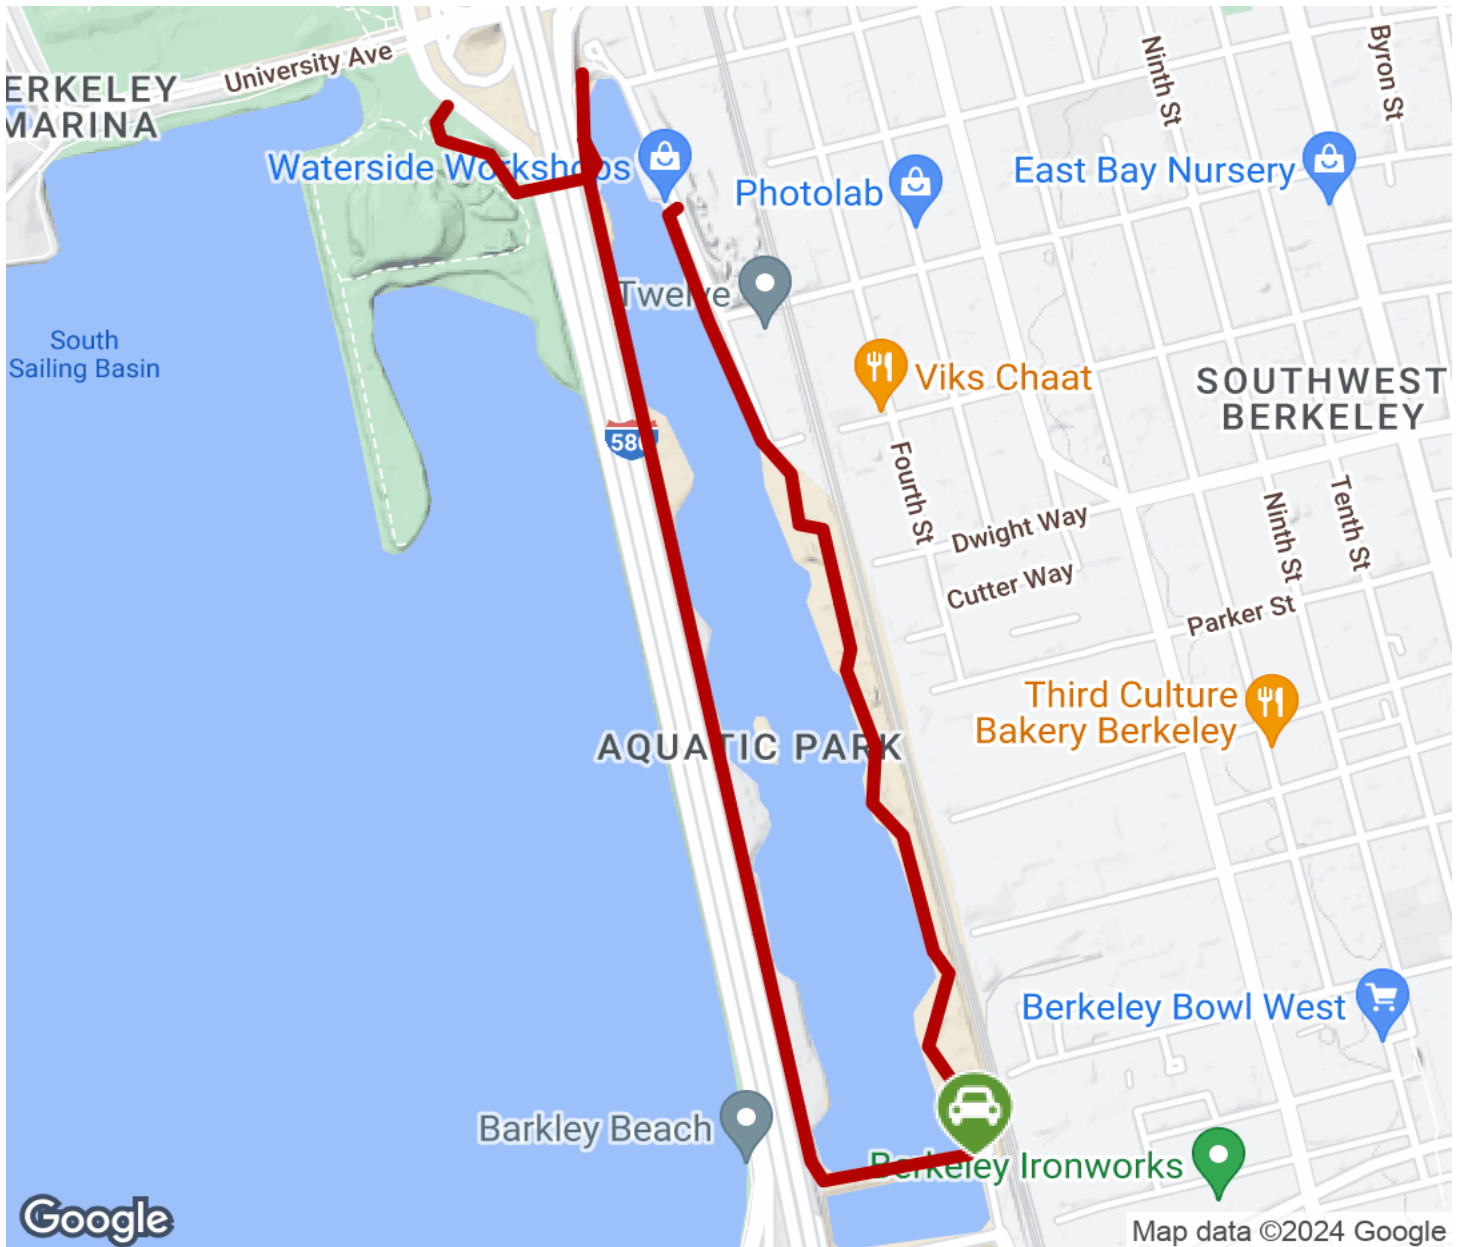 University Ave
ERKELEY
MARINA
Ninth St
Byron St
Waterside Workshops
Photolab
East Bay Nursery
Twelve
South
Sailing Basin
Viks Chaat
SOUTHWEST
BERKELEY
580
Fourth St
Dwight Way
Ninth St
Tenth St
Cutter Way
Parker St
Third Culture
Bakery Berkeley
AQUATIC PARK
Berkeley Bowl West
Barkley Beach
Berkeley Ironworks
Google
Map data ©2024 Google